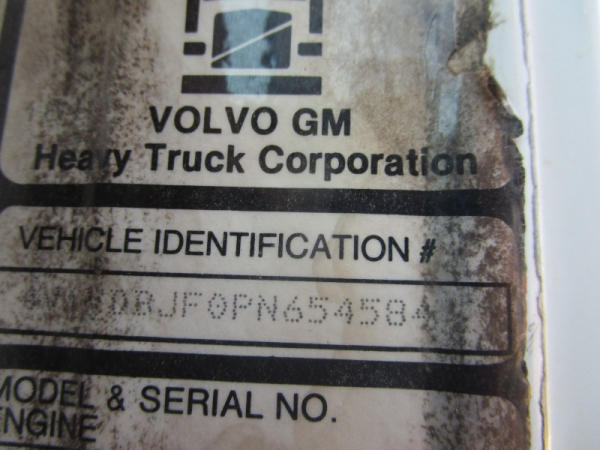 VOLVO GM
Heavy Truck Corporation
VEHICLE IDENTIFICATION #
MODEL & SERIAL NO.
ENGINE